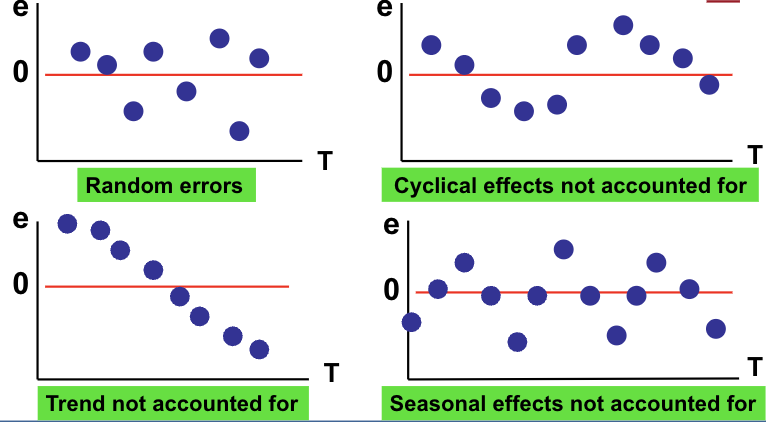 e
0
T
Random errors
e
0
T
Cyclical effects not accounted for
e
0
T
Trend not accounted for
e
0
T
Seasonal effects not accounted for